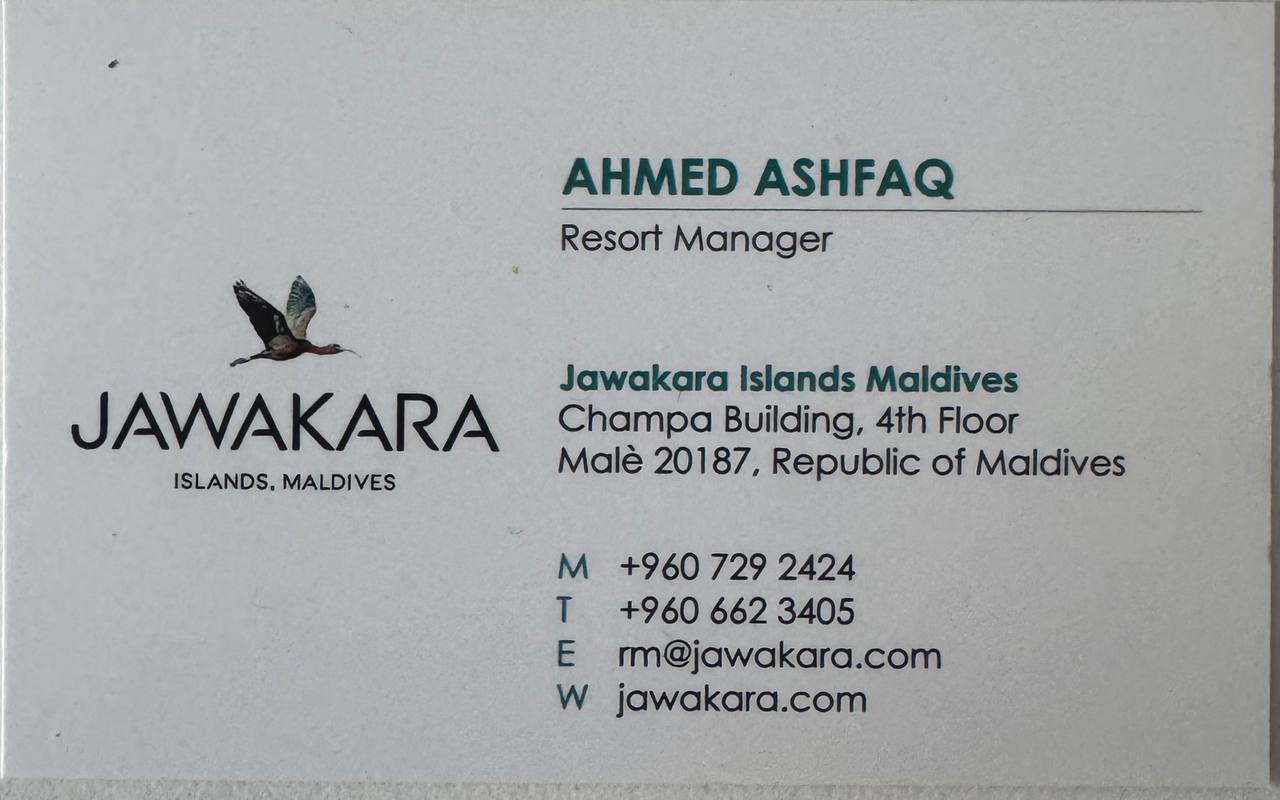 AHMED ASHFAQ
Resort Manager
JAWAKARA
ISLANDS, MALDIVES
Jawakara Islands Maldives
Champa Building, 4th Floor
Malè 20187, Republic of Maldives
M +960 729 2424
T +960 662 3405
E rm@jawakara.com
W jawakara.com